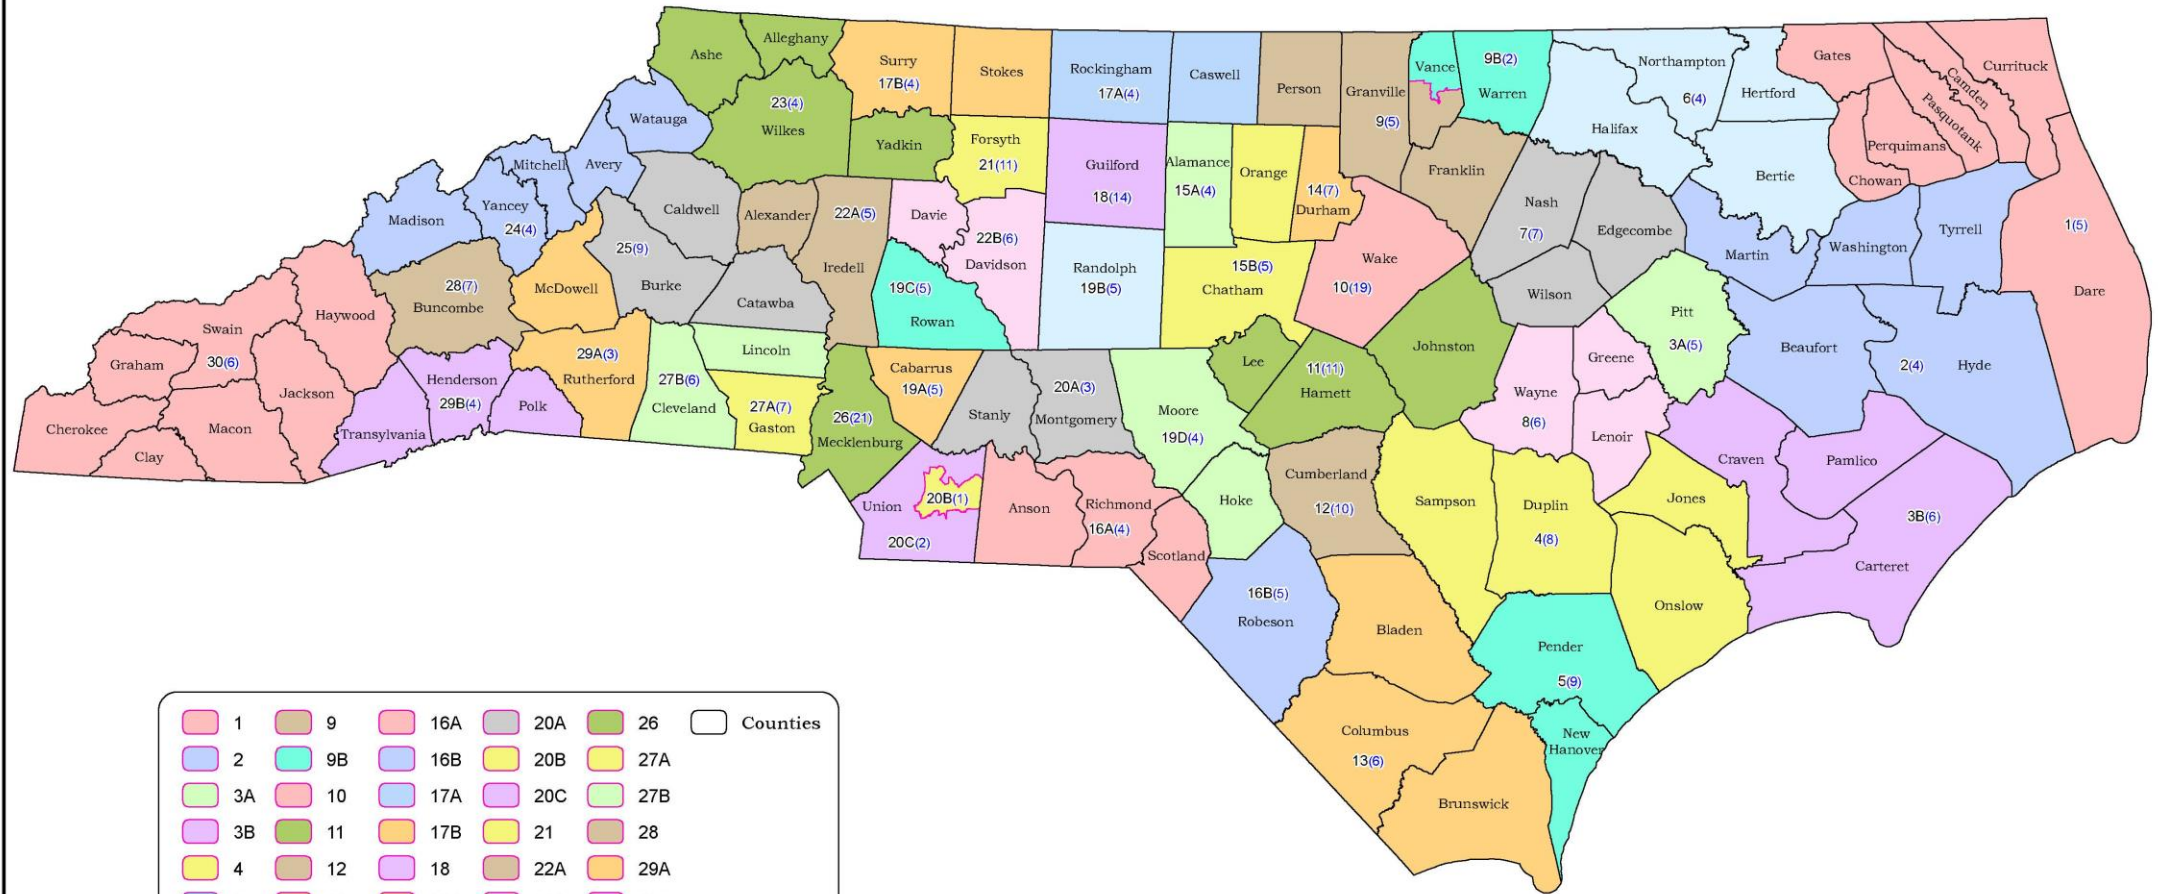 Ashe
Alleghany
Surry
17B(4)
Stokes
Rockingham
17A(4)
Caswell
Person
Granville
9(5)
Vance
9B(2)
Warren
Northampton
6(4)
Halifax
Hertford
Gates
Camden
Pasquotank
Currituck
Perquimans
Chowan
Bertie
Watauga
23(4)
Wilkes
Yadkin
Forsyth
21(11)
Guilford
18(14)
Alamance
15A(4)
Orange
14(7)
Durham
Franklin
Nash
7(7)
Edgecombe
Martin
Washington
Tyrrell
1(5)
Dare
Mitchell
Avery
Yancey
24(4)
Madison
Caldwell
Alexander
22A(5)
Iredell
Davie
22B(6)
Davidson
Randolph
19B(5)
15B(5)
Chatham
Wake
10(19)
Wilson
Pitt
3A(5)
Beaufort
2(4)
Hyde
25(9)
Burke
Catawba
19C(5)
Rowan
28(7)
Buncombe
McDowell
Haywood
Swain
30(6)
Graham
Jackson
Cherokee
Clay
Macon
Transylvania
Henderson
29B(4)
Polk
29A(3)
Rutherford
27B(6)
Cleveland
Lincoln
27A(7)
Gaston
26(21)
Mecklenburg
Cabarrus
19A(5)
Stanly
20A(3)
Montgomery
Moore
19D(4)
Lee
11(11)
Harnett
Johnston
Wayne
8(6)
Greene
Lenoir
Craven
Pamlico
3B(6)
Carteret
Jones
Onslow
Duplin
4(8)
Sampson
Cumberland
12(10)
Hoke
Union
20B(1)
20C(2)
Anson
Richmond
16A(4)
Scotland
16B(5)
Robeson
Bladen
Pender
5(9)
New
Hanover
Columbus
13(6)
Brunswick
1 9 16A 20A 26 Counties
2 9B 16B 20B 27A
3A 10 17A 20C 27B
3B 11 17B 21 28
4 12 18 22A 29A